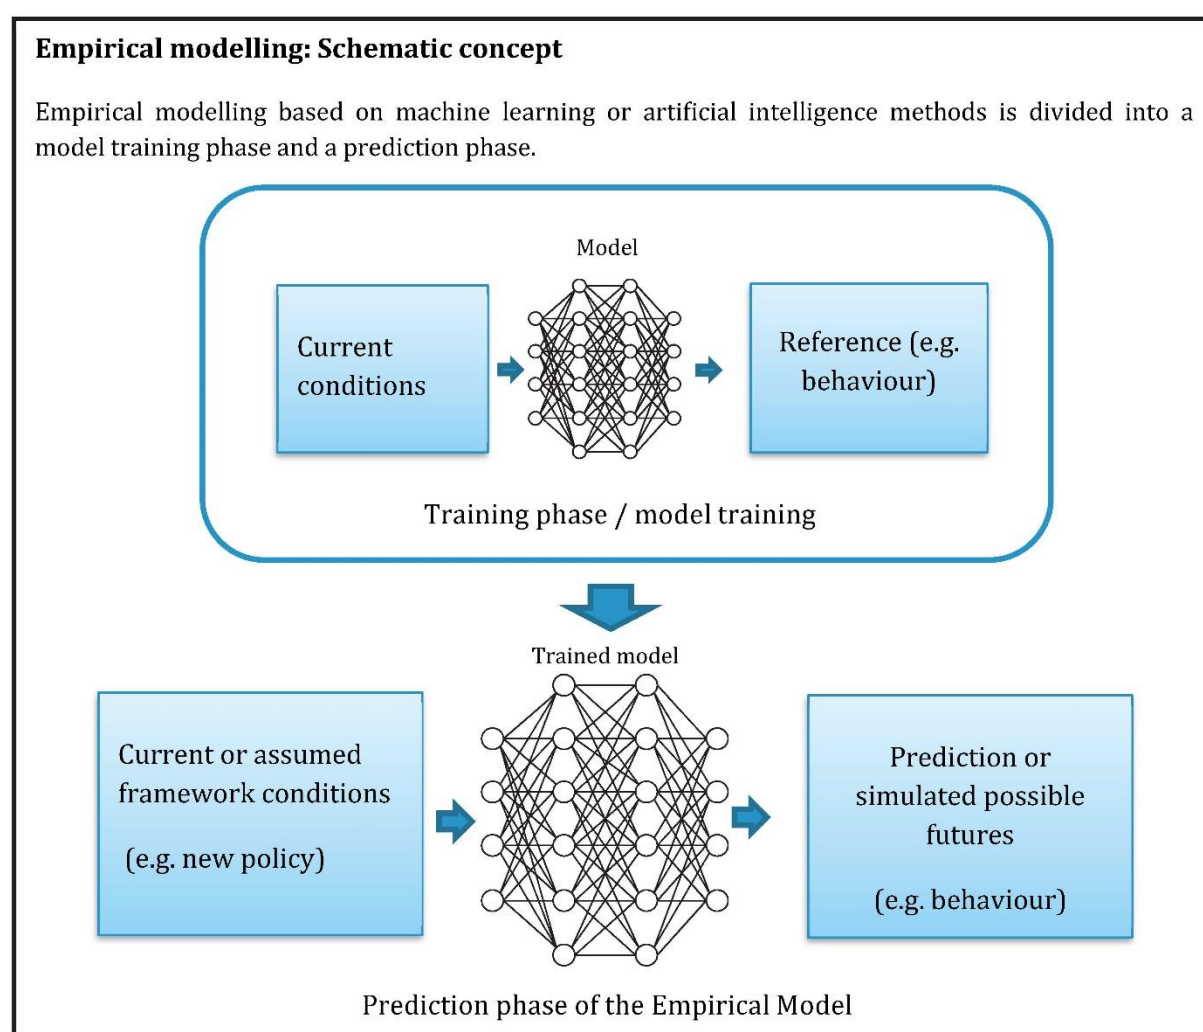 Empirical modelling: Schematic concept
Empirical modelling based on machine learning or artificial intelligence methods is divided into a
model training phase and a prediction phase.
Model
Current
conditions
Reference (e.g.
behaviour)
Training phase / model training
Trained model
Current or assumed
framework conditions
(e.g. new policy)
Prediction or
simulated possible
futures
(e.g. behaviour)
Prediction phase of the Empirical Model